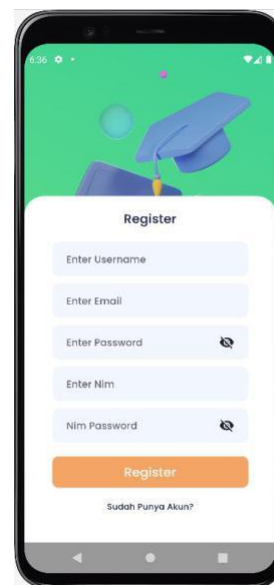 6:36
Register
Enter Username
Enter Email
Enter Password
Enter Nim
Nim Password
Register
Sudah Punya Akun?